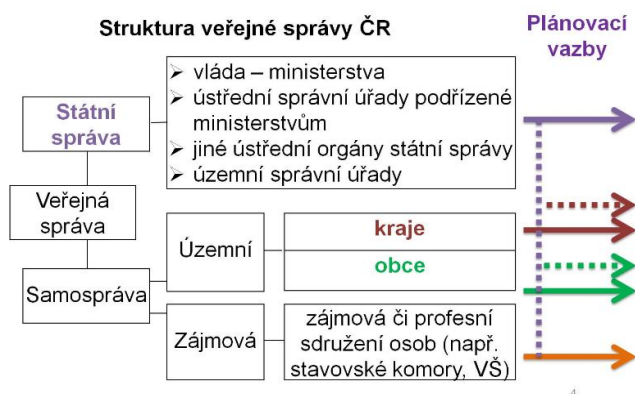 Struktura veřejné správy ČR
Plánovací
vazby
Státní
správa
➢ vláda – ministerstva
➢ ústřední správní úřady podřízené
ministerstvům
➢ jiné ústřední orgány státní správy
➢ územní správní úřady
Veřejná
správa
Samospráva
Územní
kraje
obce
Zájmová
zájmová či profesní
sdružení osob (např.
stavovské komory, VŠ)
4